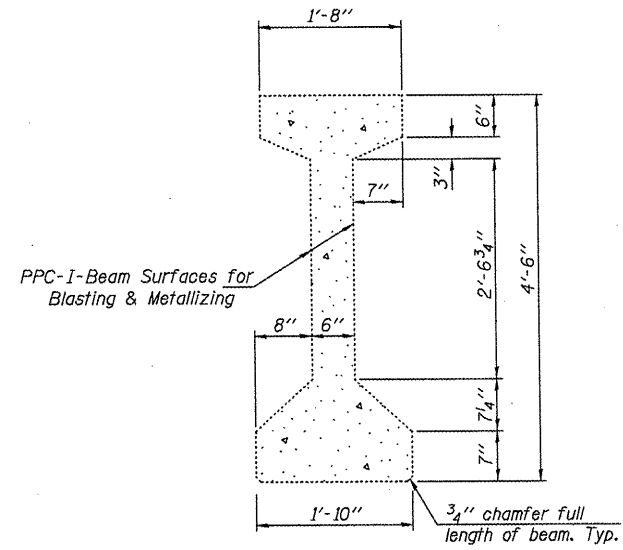 1'-8"
6"
3"
7"
PPC-I-Beam Surfaces for
Blasting & Metallizing
2'-6¾"
4'-6"
8"
6"
7¼"
7"
1'-10"
¾" chamfer full
length of beam. Typ.